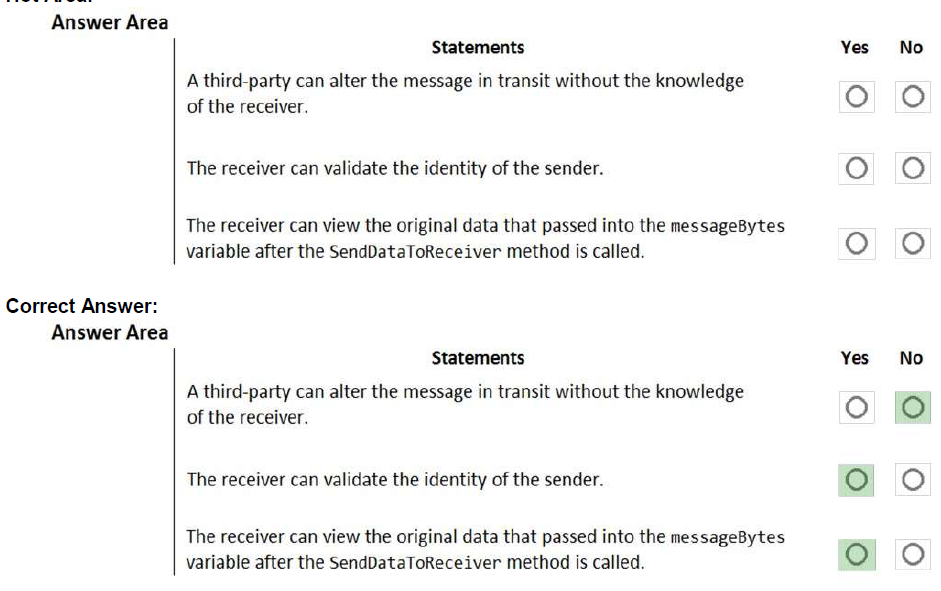 Answer Area
Statements Yes No
A third-party can alter the message in transit without the knowledge
of the receiver.
The receiver can validate the identity of the sender.
The receiver can view the original data that passed into the messageBytes
variable after the SendDataToReceiver method is called.
Correct Answer:
Answer Area
Statements Yes No
A third-party can alter the message in transit without the knowledge
of the receiver.
The receiver can validate the identity of the sender.
The receiver can view the original data that passed into the messageBytes
variable after the SendDataToReceiver method is called.